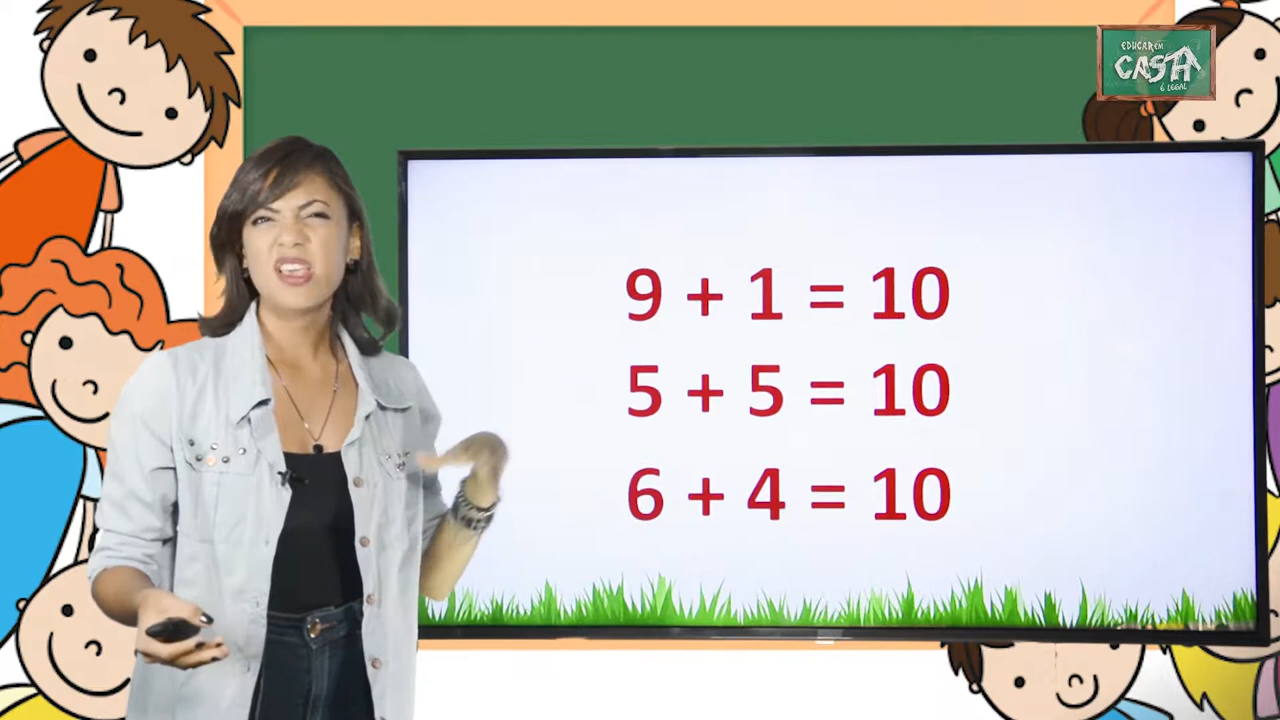 EDUCAR EM
CASA
É LEGAL
9 + 1 = 10
5 + 5 = 10
6 + 4 = 10